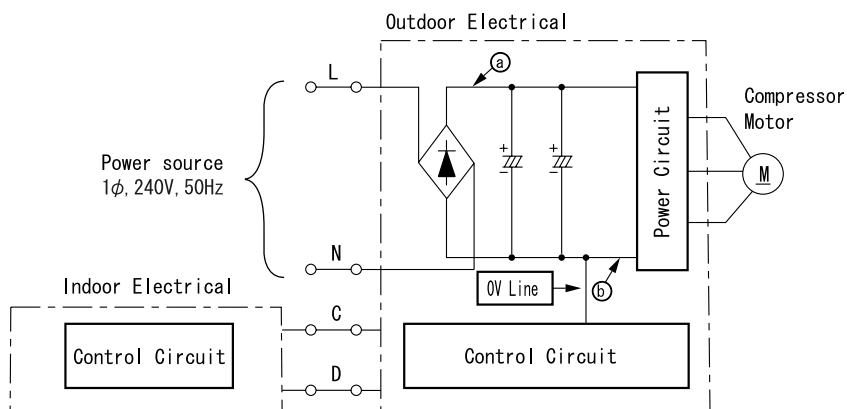 Outdoor Electrical
L
a
Compressor
Motor
Power source
1φ, 240V, 50Hz
+
-
+
-
Power Circuit
M
N
Indoor Electrical
0V Line
b
C
Control Circuit
Control Circuit
D